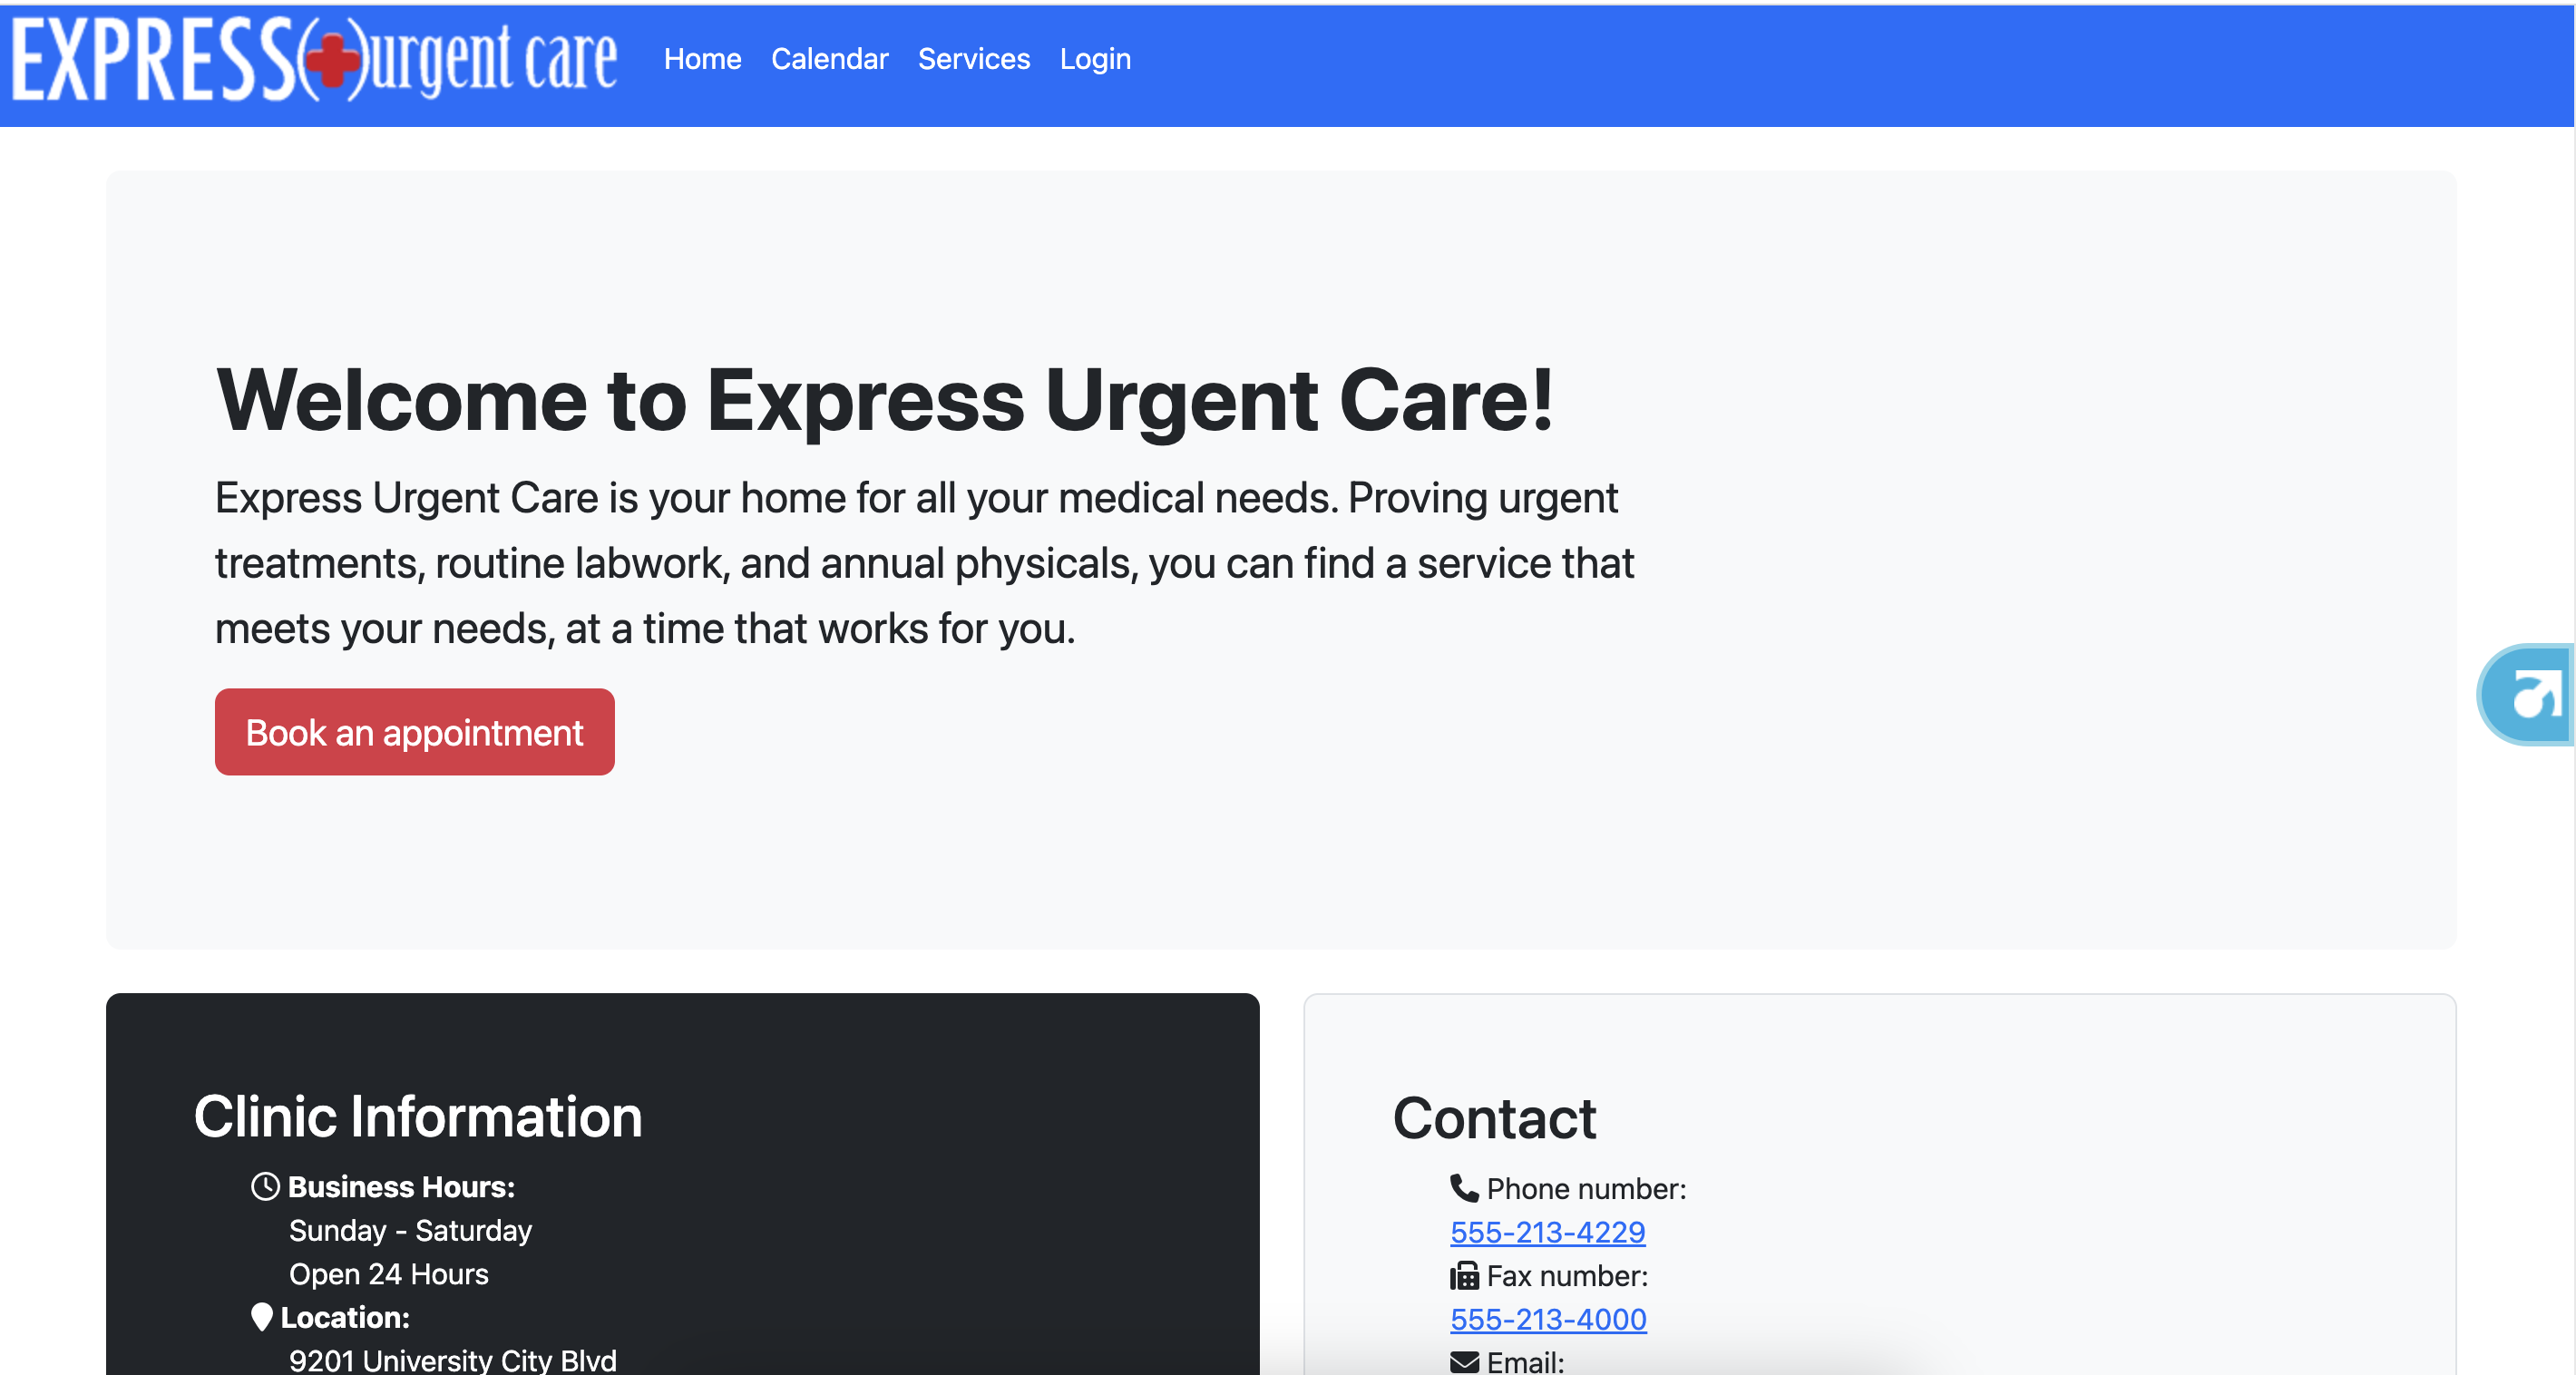 EXPRESS urgent care
Home Calendar Services Login
Welcome to Express Urgent Care!
Express Urgent Care is your home for all your medical needs. Proving urgent
treatments, routine labwork, and annual physicals, you can find a service that
meets your needs, at a time that works for you.
Book an appointment
Clinic Information
Business Hours:
Sunday - Saturday
Open 24 Hours
Location:
9201 University City Blvd
Contact
Phone number:
555-213-4229
Fax number:
555-213-4000
Email: